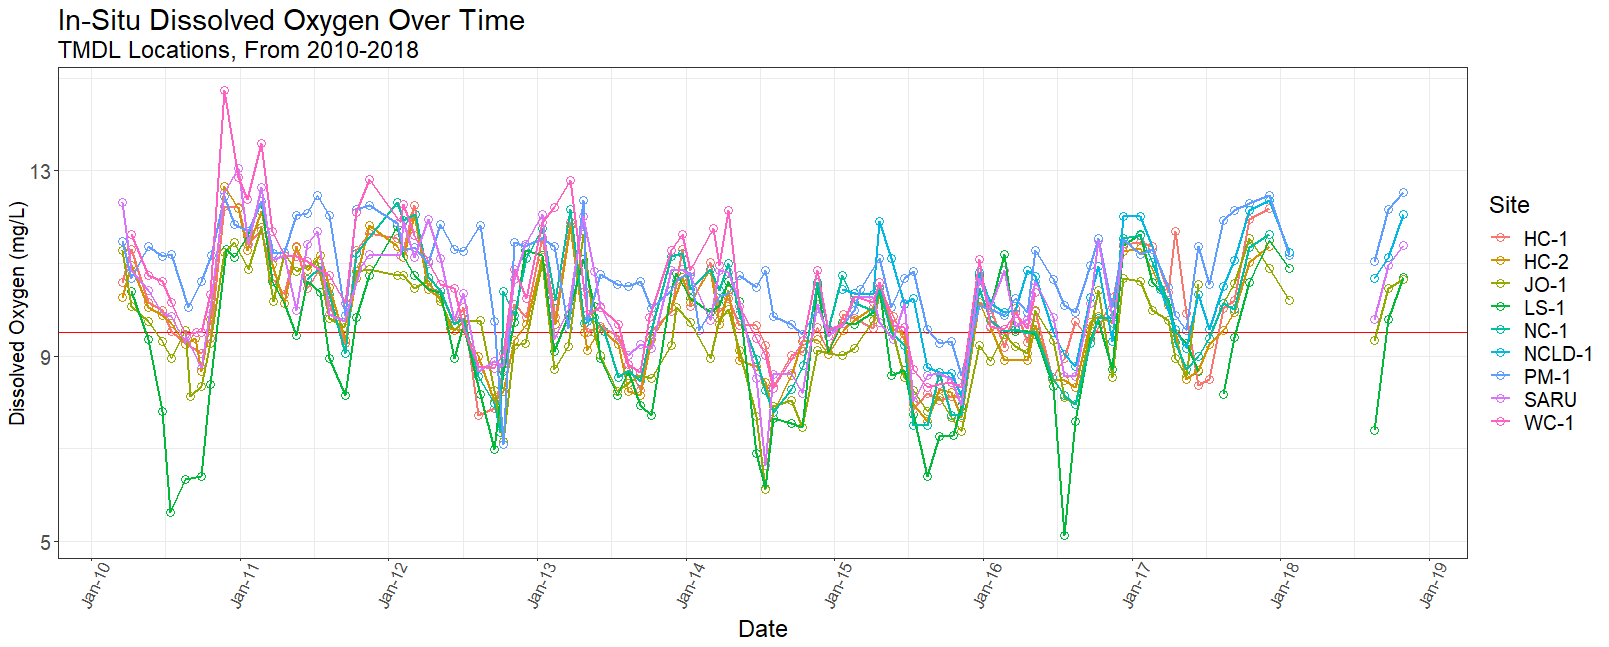 In-Situ Dissolved Oxygen Over Time
TMDL Locations, From 2010-2018
Dissolved Oxygen (mg/L)
13
9
5
Jan-10
Jan-11
Jan-12
Jan-13
Jan-14
Jan-15
Jan-16
Jan-17
Jan-18
Jan-19
Date
Site
HC-1
HC-2
JO-1
LS-1
NC-1
NCLD-1
PM-1
SARU
WC-1